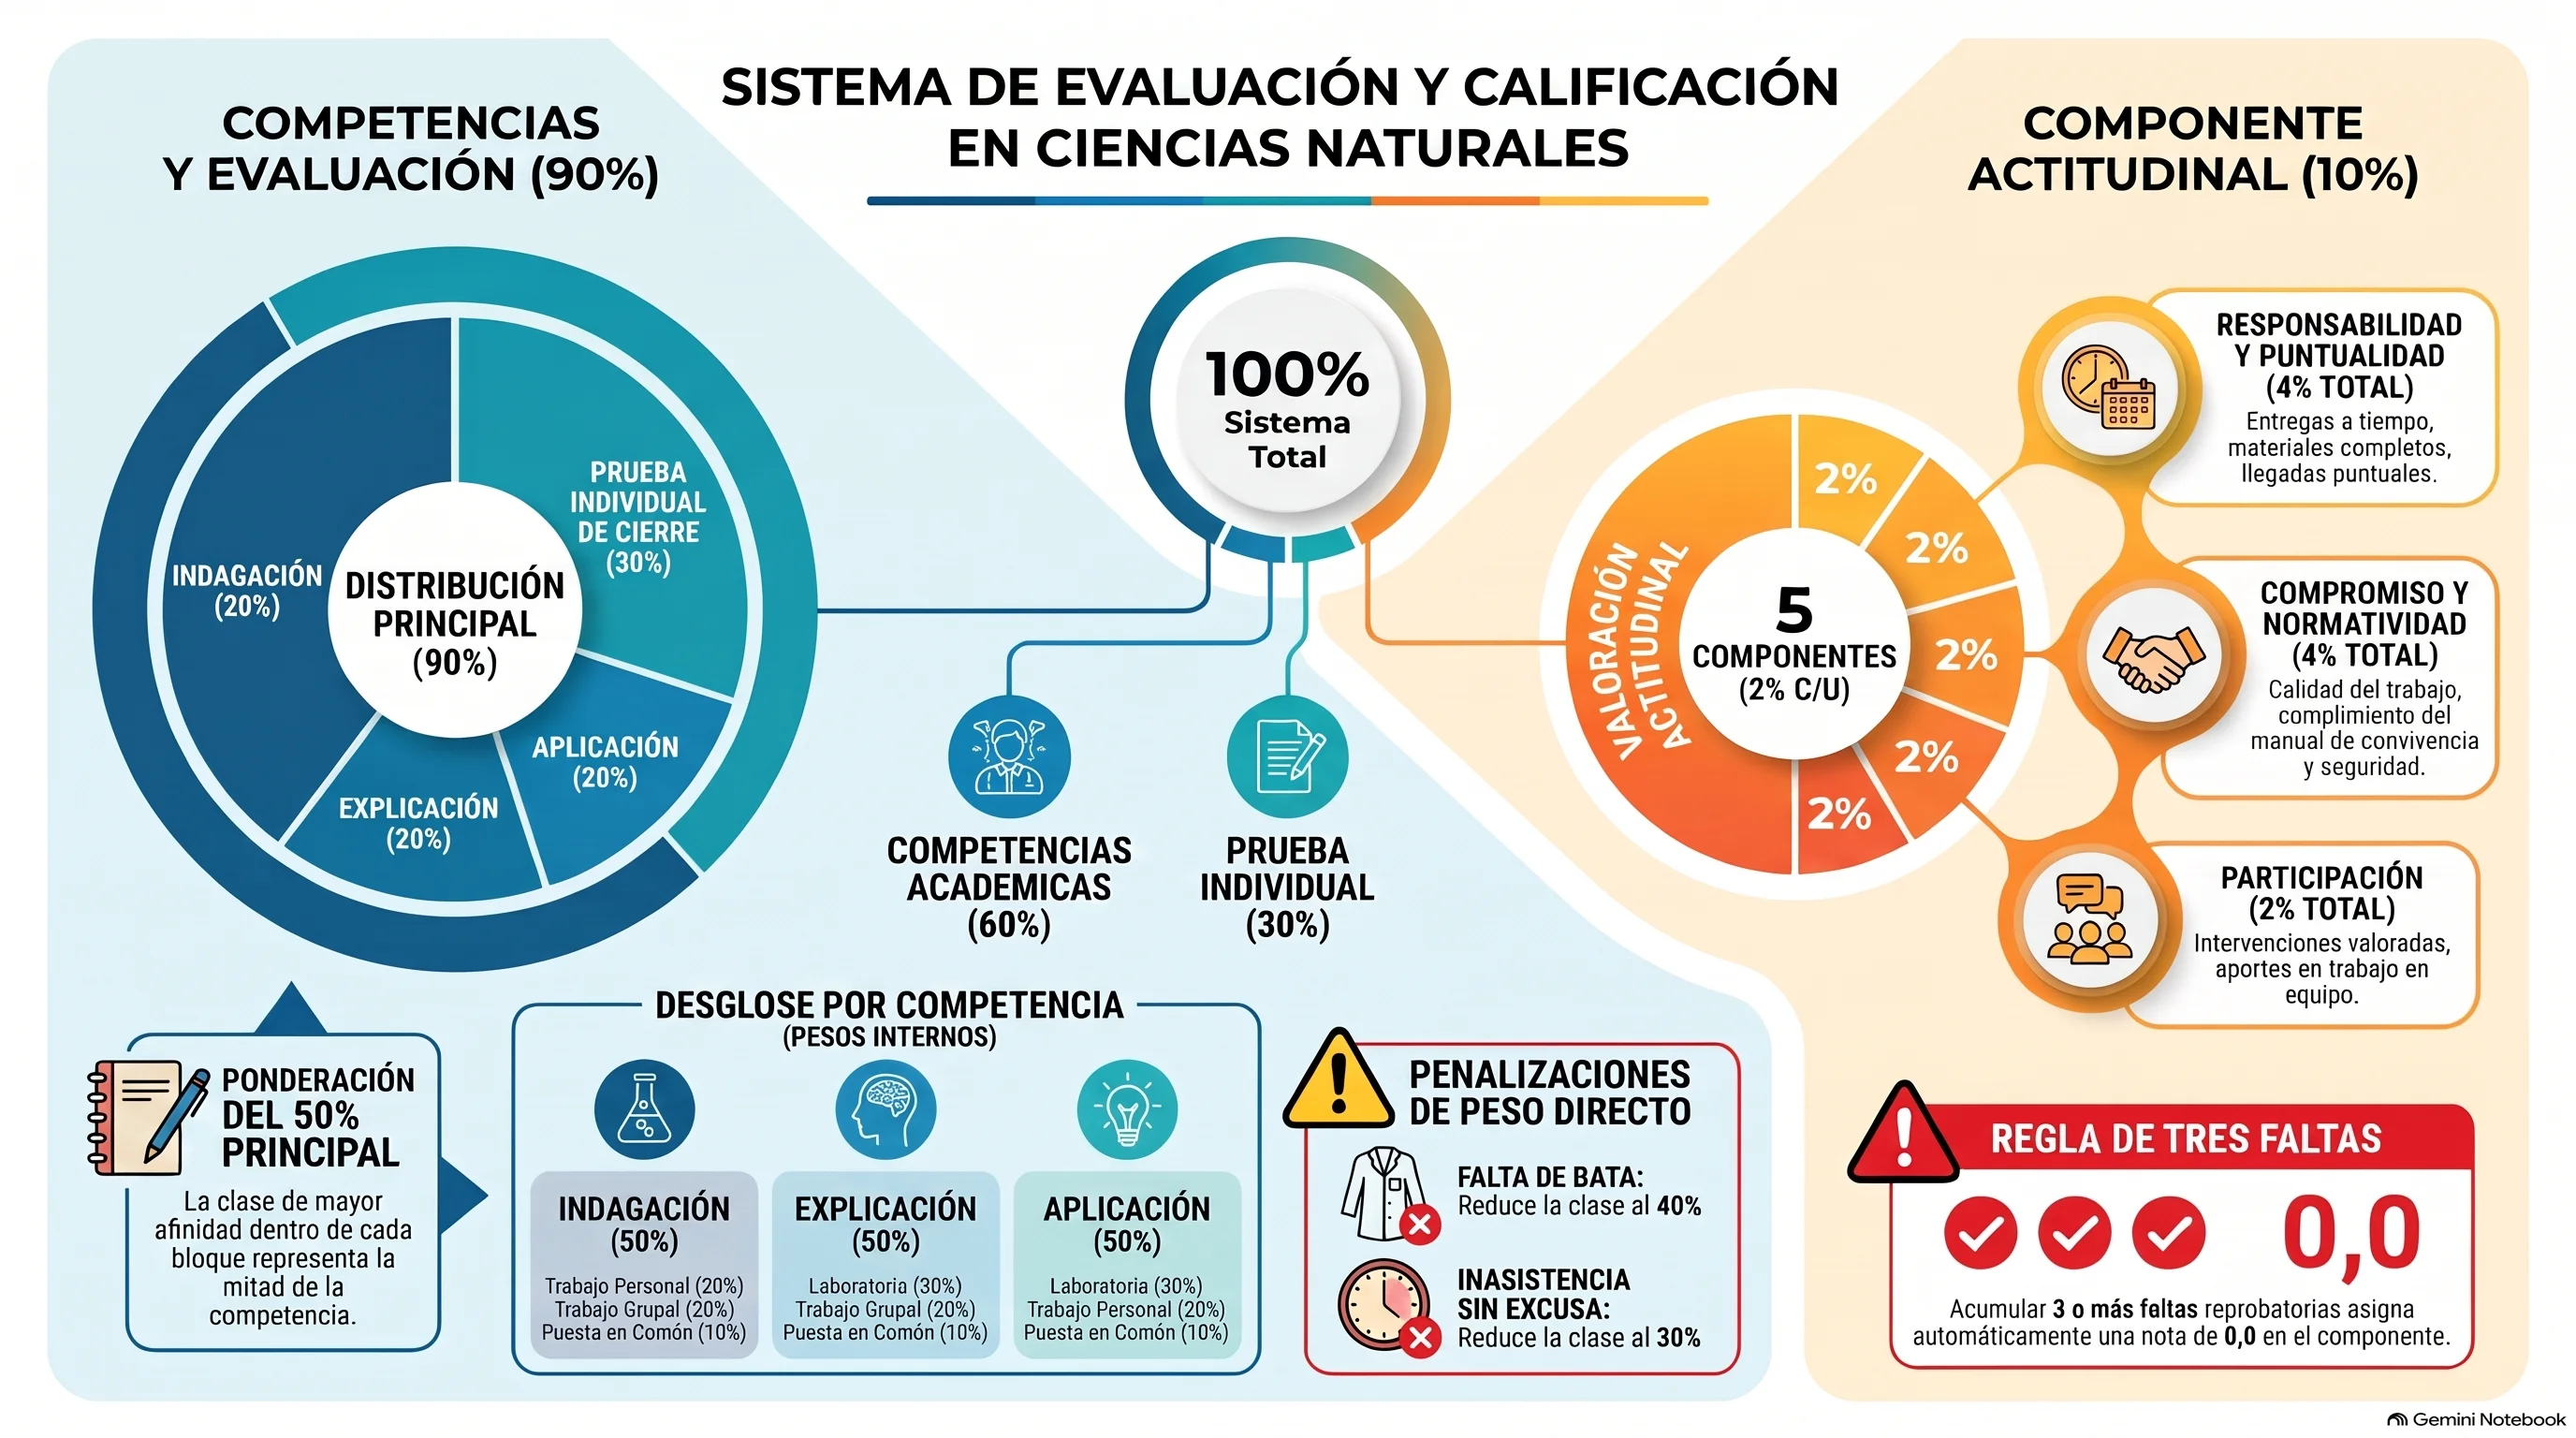 SISTEMA DE EVALUACIÓN Y CALIFICACIÓN
EN CIENCIAS NATURALES
COMPETENCIAS
Y EVALUACIÓN (90%)
INDAGACIÓN
(20%)
PRUEBA
INDIVIDUAL
DE CIERRE
(30%)
DISTRIBUCIÓN
PRINCIPAL
(90%)
APLICACIÓN
(20%)
EXPLICACIÓN
(20%)
100%
Sistema
Total
COMPETENCIAS
ACADEMICAS
(60%)
PRUEBA
INDIVIDUAL
(30%)
PONDERACIÓN
DEL 50%
PRINCIPAL
La clase de mayor
afinidad dentro de cada
bloque representa la
mitad de la
competencia.
DESGLOSE POR COMPETENCIA
(PESOS INTERNOS)
INDAGACIÓN
(50%)
Trabajo Personal (20%)
Trabajo Grupal (20%)
Puesta en Común (10%)
EXPLICACIÓN
(50%)
Laboratoria (30%)
Trabajo Grupal (20%)
Puesta en Común (10%)
APLICACIÓN
(50%)
Laboratoria (30%)
Trabajo Personal (20%)
Puesta en Común (10%)
PENALIZACIONES
DE PESO DIRECTO
FALTA DE BATA:
Reduce la clase al 40%
INASISTENCIA
SIN EXCUSA:
Reduce la clase al 30%
COMPONENTE
ACTITUDINAL (10%)
VALORACIÓN
ACTITUDINAL
5
COMPONENTES
(2% C/U)
2%
2%
2%
2%
2%
RESPONSABILIDAD
Y PUNTUALIDAD
(4% TOTAL)
Entregas a tiempo,
materiales completos,
llegadas puntuales.
COMPROMISO Y
NORMATIVIDAD
(4% TOTAL)
Calidad del trabajo,
complimiento del
manual de convivencia
y seguridad.
PARTICIPACIÓN
(2% TOTAL)
Intervenciones valoradas,
aportes en trabajo en
equipo.
REGLA DE TRES FALTAS
0,0
Acumular 3 o más faltas reprobatorias asigna
automáticamente una nota de 0,0 en el componente.
Gemini Notebook